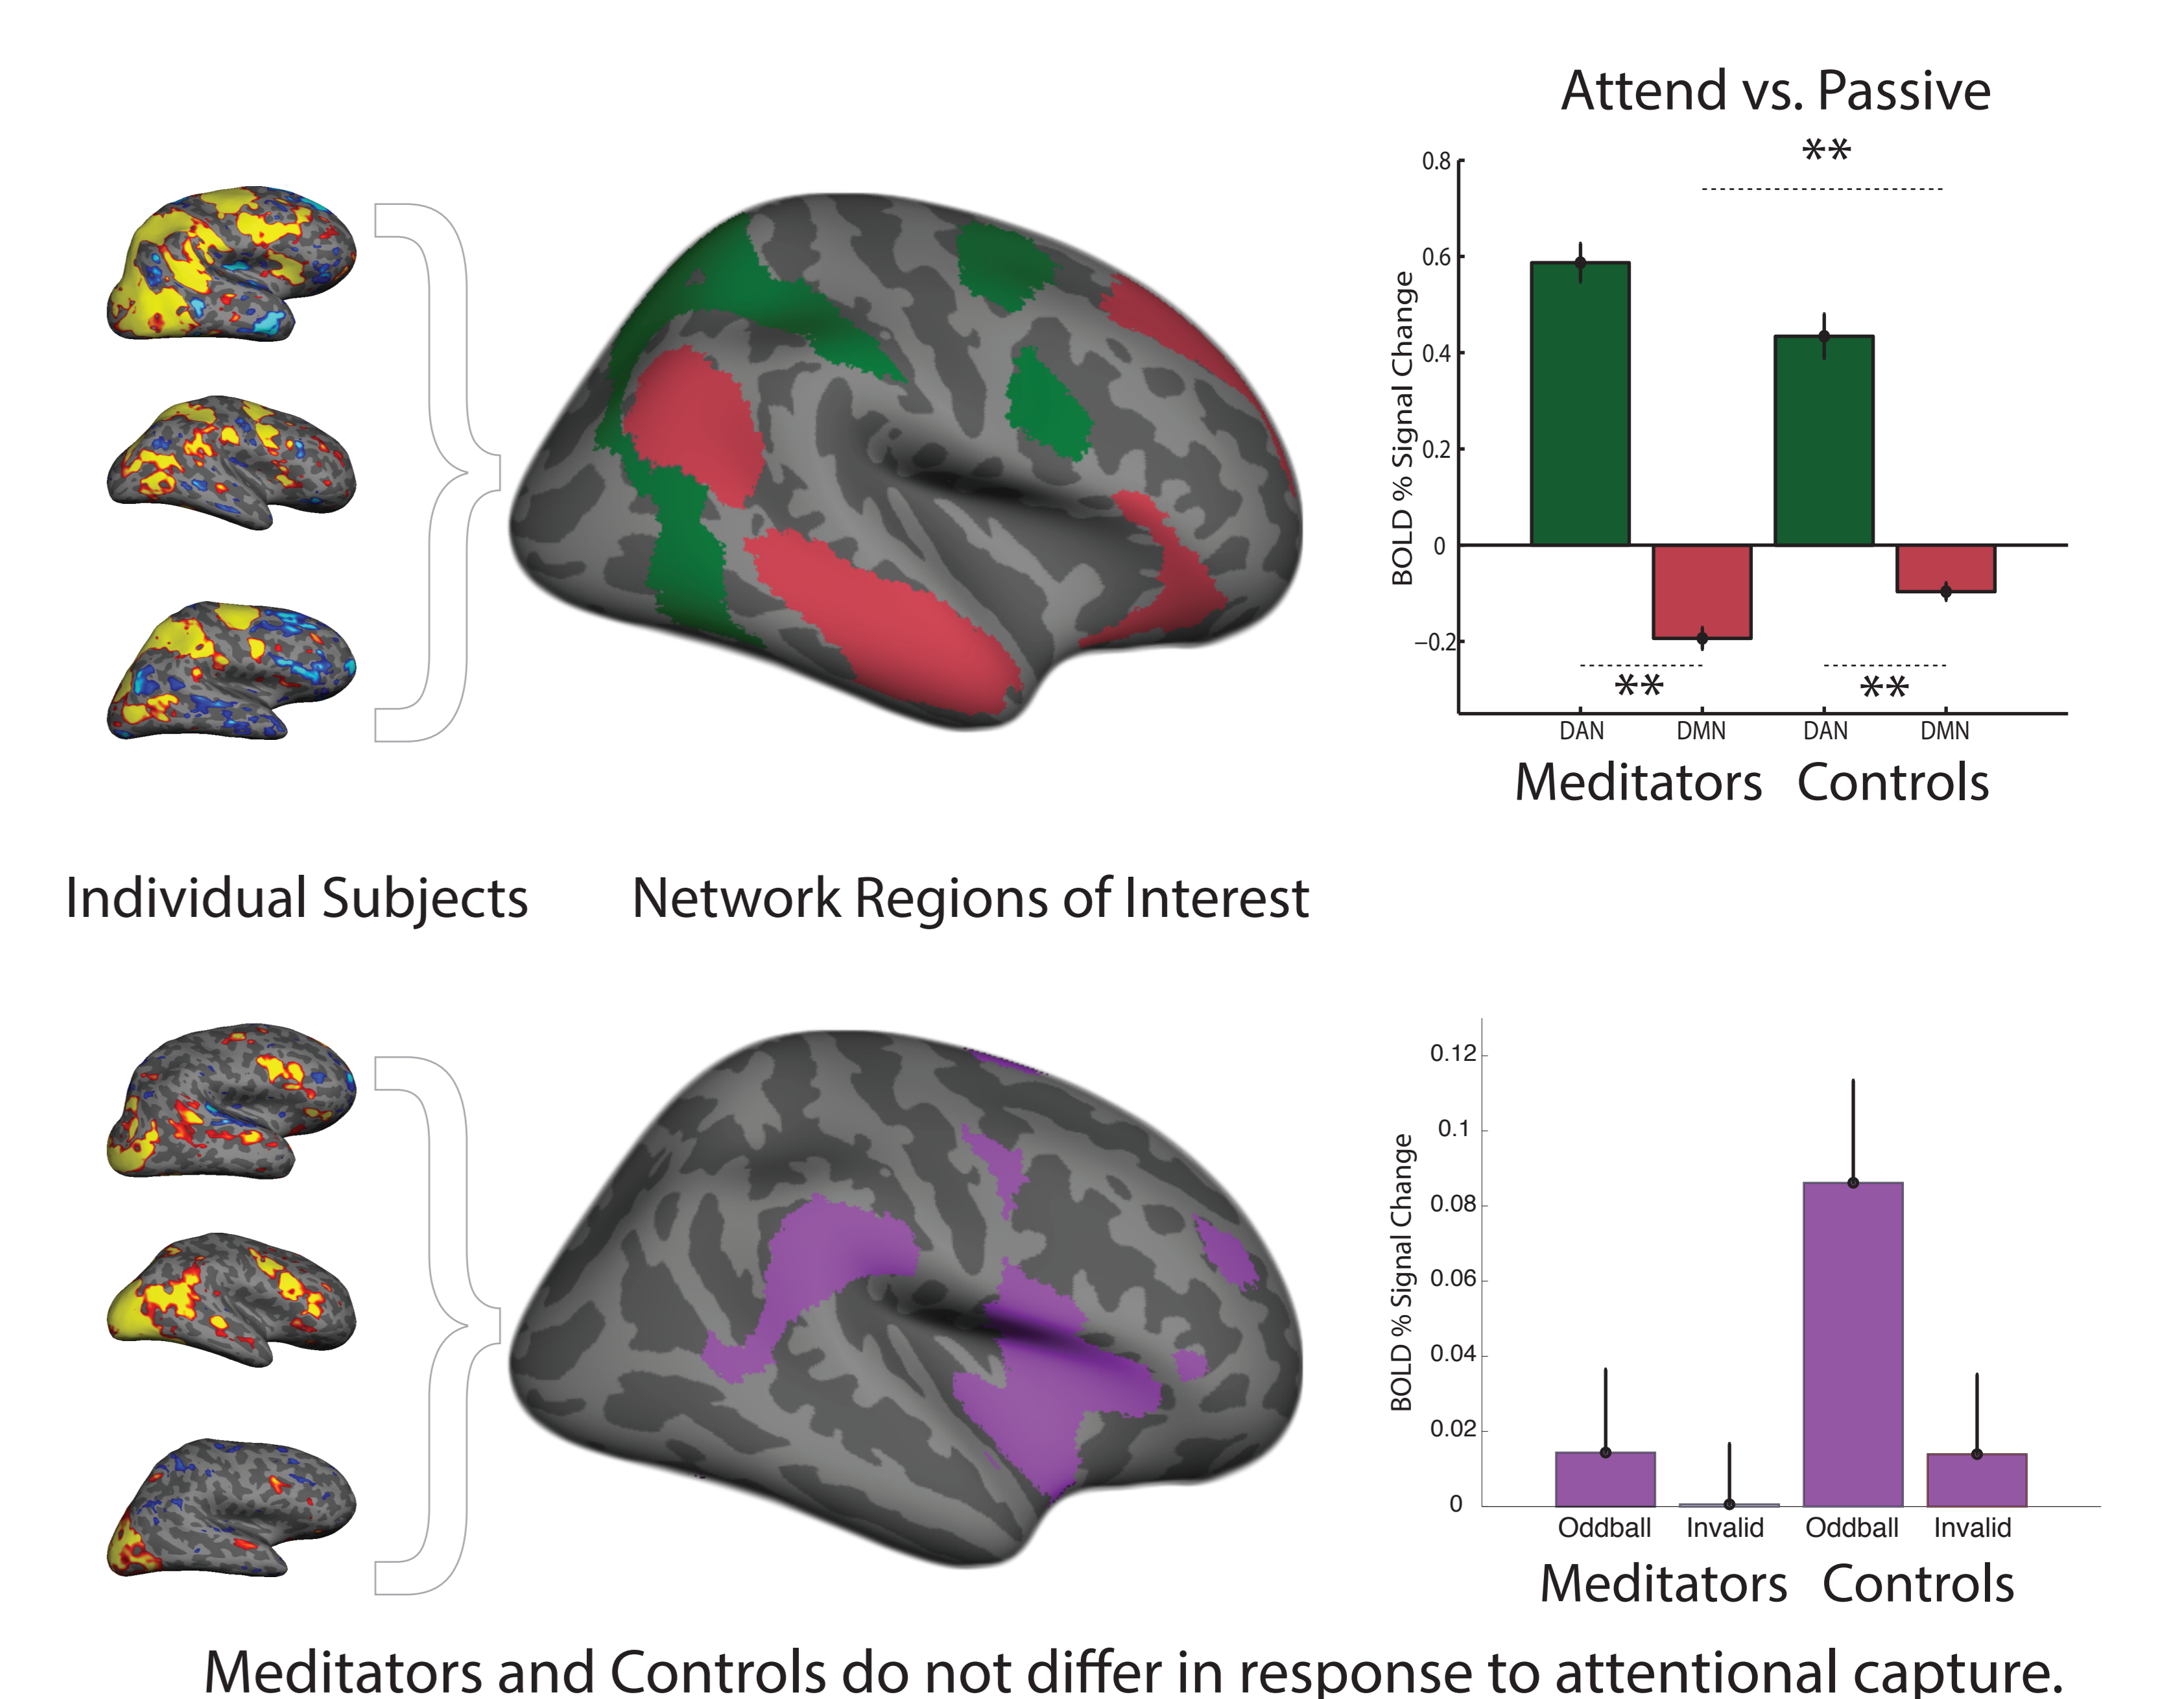 Attend vs. Passive
**
0.8
0.6
0.4
0.2
0
−0.2
BOLD % Signal Change
** **
DAN DMN DAN DMN
Meditators Controls
Individual Subjects Network Regions of Interest
0.12
0.1
0.08
0.06
0.04
0.02
0
BOLD % Signal Change
Oddball Invalid Oddball Invalid
Meditators Controls
Meditators and Controls do not differ in response to attentional capture.